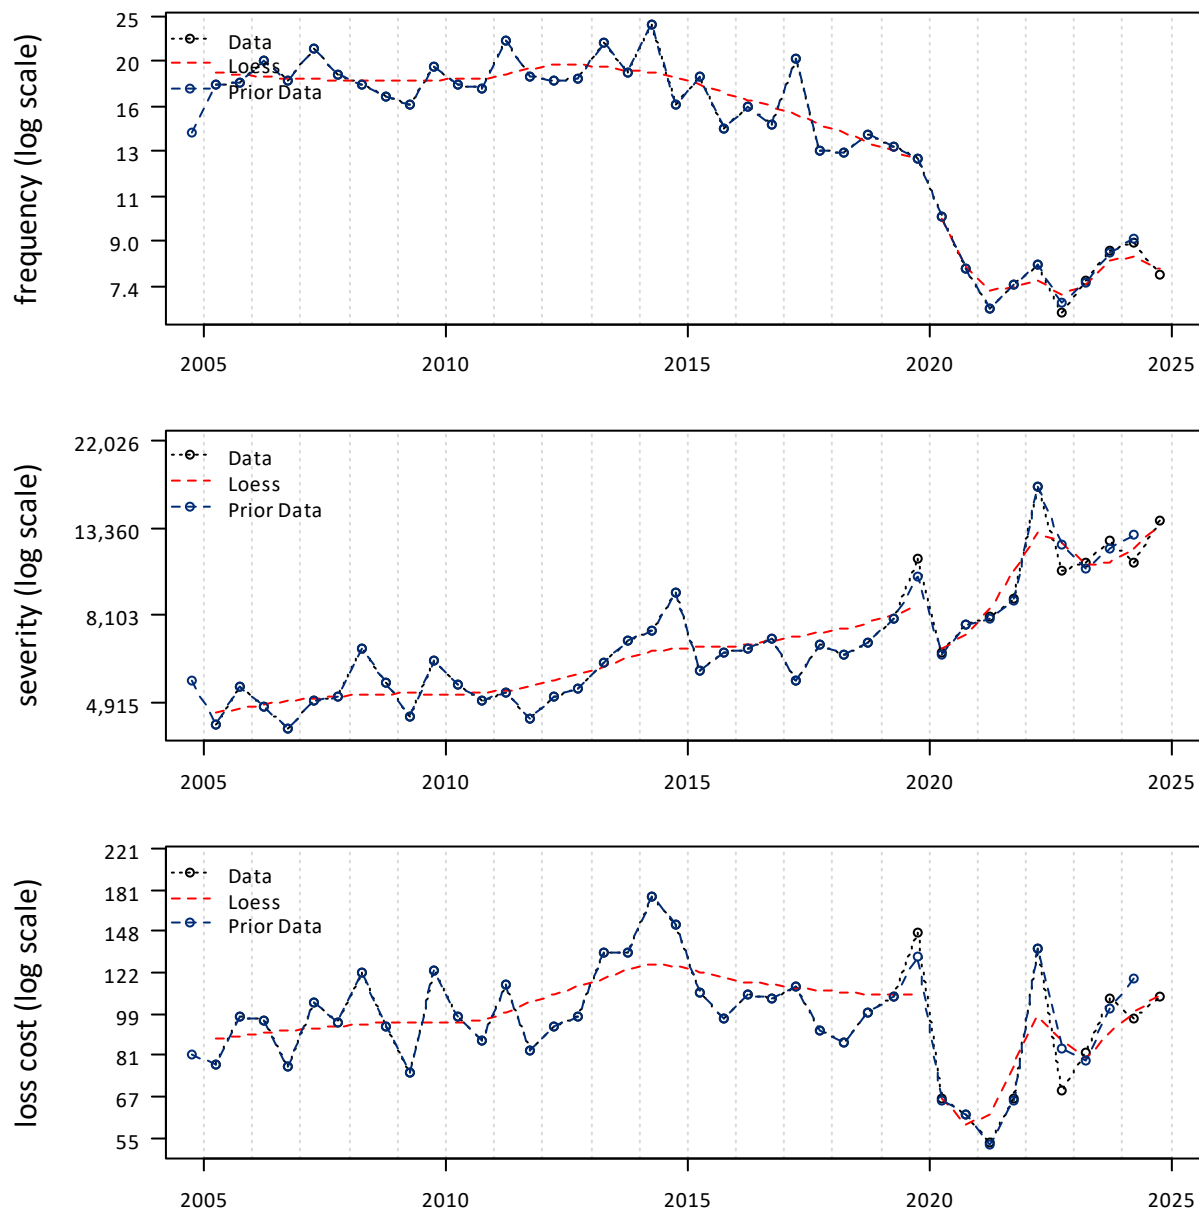 frequency (log scale)
25
20
16
13
11
9.0
7.4
Data
Loess
Prior Data
2005 2010 2015 2020 2025
severity (log scale)
22,026
13,360
8,103
4,915
Data
Loess
Prior Data
2005 2010 2015 2020 2025
loss cost (log scale)
221
181
148
122
99
81
67
55
Data
Loess
Prior Data
2005 2010 2015 2020 2025